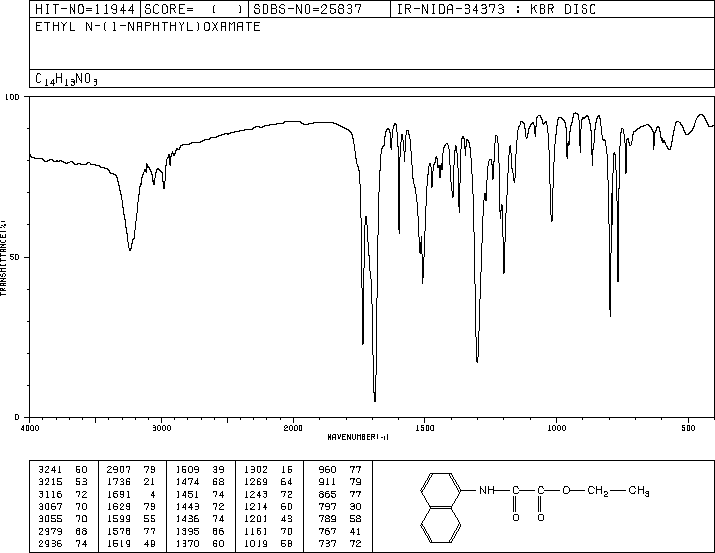 HIT-NO=11944 SCORE= ( ) SDBS-NO=25837 IR-NIDA-34373 : KBR DISC
ETHYL N-(1-NAPHTHYL)OXAMATE
C14H13NO3
100
50
0
TRANSMITTANCE(%)
4000 3000 2000 1500 1000 500
WAVENUMBER(-1)
3241 50 2907 79 1509 39 1302 16 960 77
3215 53 1736 21 1474 68 1269 64 911 79
3116 72 1691 4 1451 74 1243 72 865 77
3067 70 1629 79 1443 72 1214 60 797 30
3055 70 1599 55 1436 74 1201 43 789 58
2979 68 1578 77 1395 66 1161 70 767 41
2936 74 1519 49 1370 60 1019 58 737 72
NH C C O CH2 CH3
O O